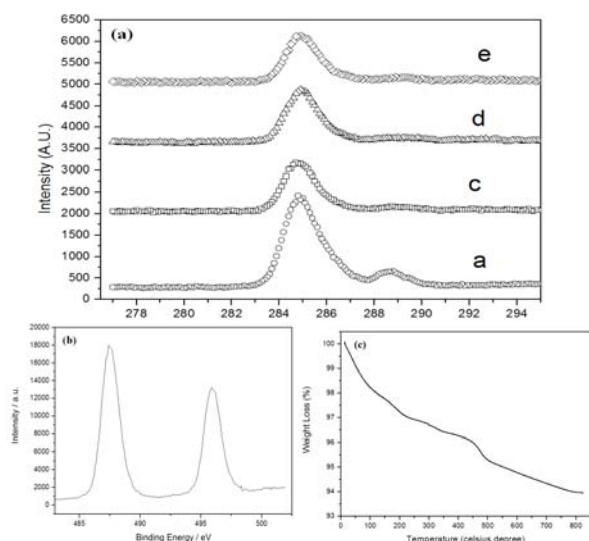 (a)
Intensity (A.U.)
6500
6000
5500
5000
4500
4000
3500
3000
2500
2000
1500
1000
500
0
e
d
c
a
278 280 282 284 286 288 290 292 294
(b)
Intensity / a.u.
20000
18000
16000
14000
12000
10000
8000
6000
4000
2000
0
485 490 495 500
Binding Energy / eV
(c)
Weight Loss (%)
100
99
98
97
96
95
94
93
0 100 200 300 400 500 600 700 800
Temperature (celsius degree)